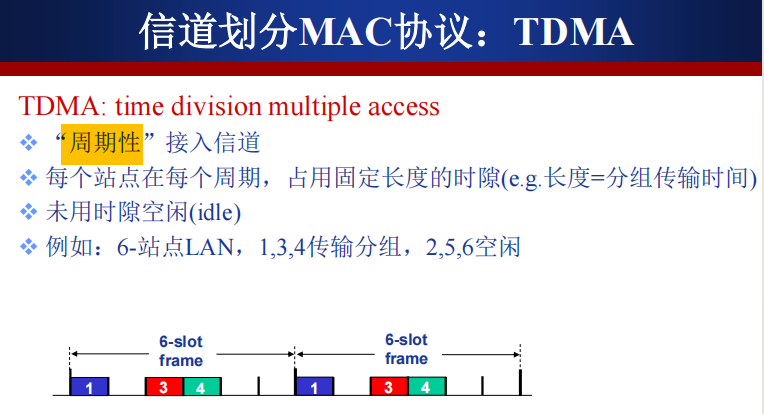 信道划分MAC协议：TDMA
TDMA: time division multiple access
“周期性”接入信道
每个站点在每个周期，占用固定长度的时隙(e.g.长度=分组传输时间)
未用时隙空闲(idle)
例如：6-站点LAN，1,3,4传输分组，2,5,6空闲
6-slot
frame
6-slot
frame
1 3 4 1 3 4